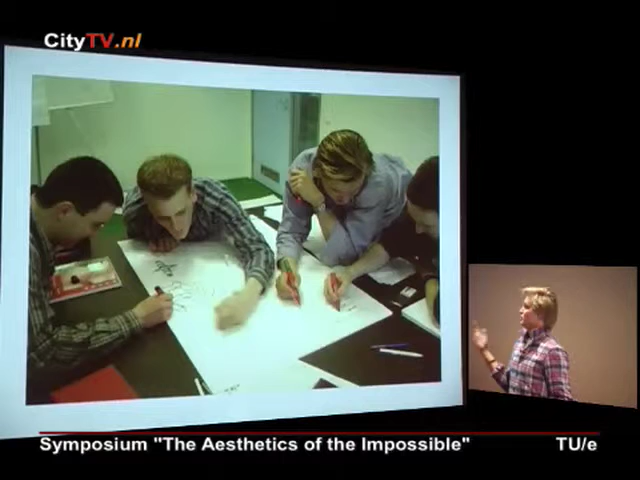 CityTV.nl
Symposium "The Aesthetics of the Impossible" TU/e